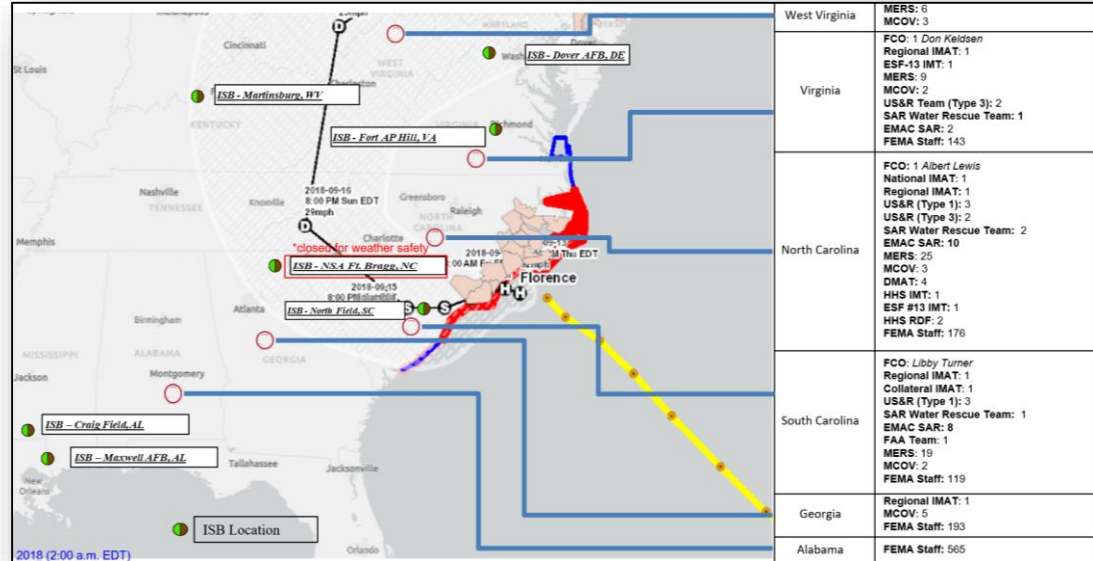 25mph
D
Cincinnati
St Louis
WEST
VIRGINIA
Charleston
MARYLAND
Dover
ISB - Dover AFB, DE
ISB - Martinsburg, WV
KENTUCKY
VIRGINIA
Richmond
ISB - Fort AP Hill, VA
Nashville
TENNESSEE
Knoxville
2018-09-16
8:00 PM Sun EDT
29mph
D
Greensboro
Raleigh
NORTH
CAROLINA
Memphis
Charlotte
*closed for weather safety
ISB - NSA Ft. Bragg, NC
Florence
H
H
2018-09-15
8:00 PM
ISB - North Field, SC
S
S
Atlanta
Birmingham
MISSISSIPPI
ALABAMA
GEORGIA
Jackson
Montgomery
ISB – Craig Field, AL
ISB – Maxwell AFB, AL
Tallahassee
Jacksonville
New
Orleans
ISB Location
Orlando
2018 (2:00 a.m. EDT)
West Virginia
MERS: 6
MCOV: 3
Virginia
FCO: 1 Don Keldsen
Regional IMAT: 1
ESF-13 IMT: 1
MERS: 9
MCOV: 2
US&R Team (Type 3): 2
SAR Water Rescue Team: 1
EMAC SAR: 2
FEMA Staff: 143
North Carolina
FCO: 1 Albert Lewis
National IMAT: 1
Regional IMAT: 1
US&R (Type 1): 3
US&R (Type 3): 2
SAR Water Rescue Team: 2
EMAC SAR: 10
MERS: 25
MCOV: 3
DMAT: 4
HHS IMT: 1
ESF #13 IMT: 1
HHS RDF: 2
FEMA Staff: 176
South Carolina
FCO: Libby Turner
Regional IMAT: 1
Collateral IMAT: 1
US&R (Type 1): 3
SAR Water Rescue Team: 1
EMAC SAR: 8
FAA Team: 1
MERS: 19
MCOV: 2
FEMA Staff: 119
Georgia
Regional IMAT: 1
MCOV: 5
FEMA Staff: 193
Alabama
FEMA Staff: 565